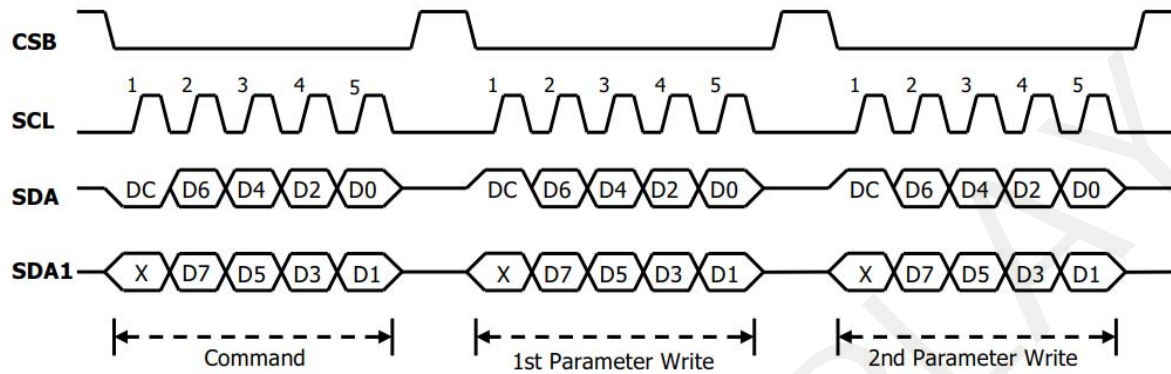 CSB
1 2 3 4 5 1 2 3 4 5 1 2 3 4 5
SCL
SDA DC D6 D4 D2 D0 DC D6 D4 D2 D0 DC D6 D4 D2 D0
SDA1 X D7 D5 D3 D1 X D7 D5 D3 D1 X D7 D5 D3 D1
Command 1st Parameter Write 2nd Parameter Write